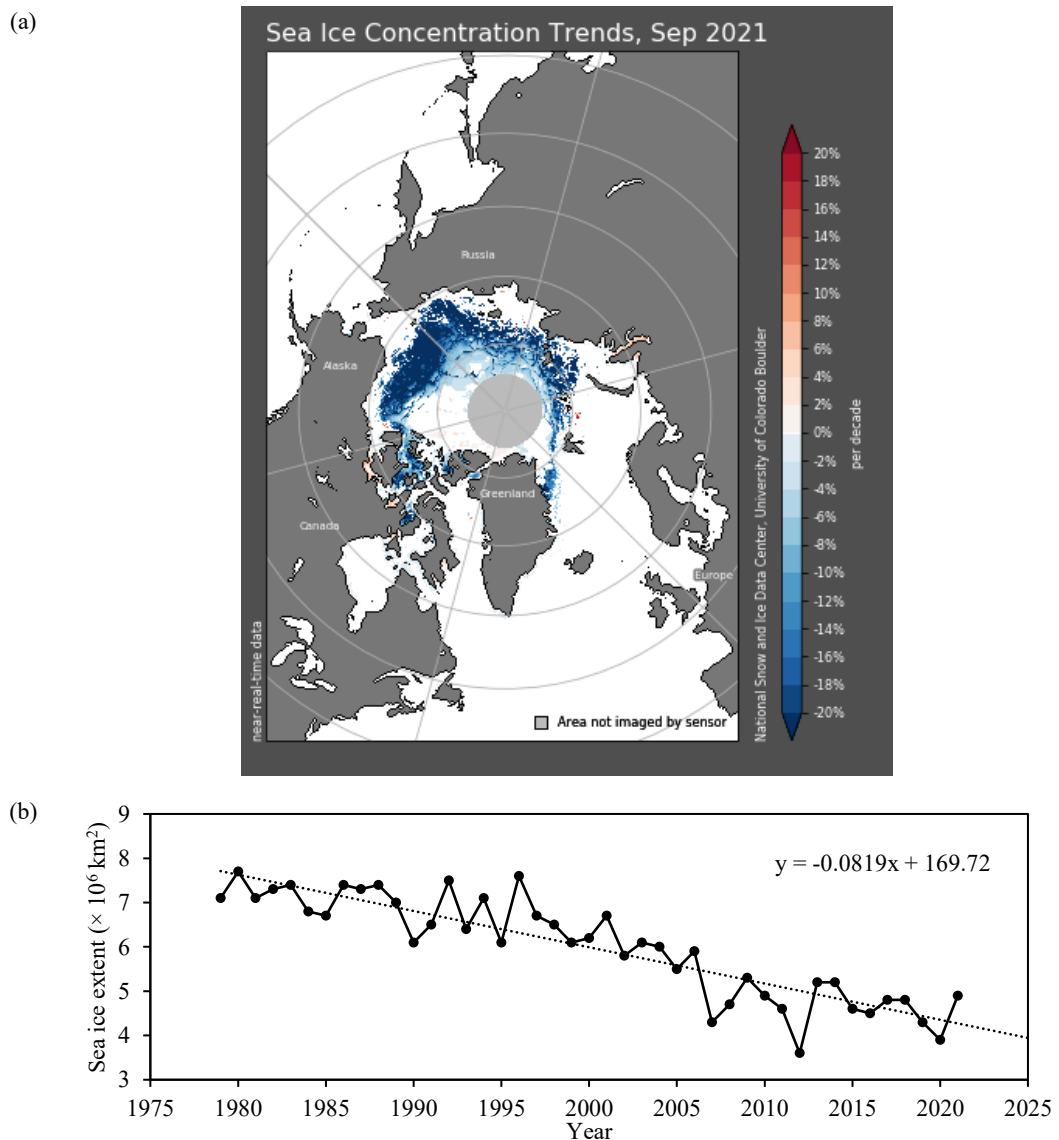 (a)
Sea Ice Concentration Trends, Sep 2021
Russia
Alaska
Canada
Greenland
Europe
near-real-time data
Area not imaged by sensor
National Snow and Ice Data Center, University of Colorado Boulder
20%
18%
16%
14%
12%
10%
8%
6%
4%
2%
0%
-2%
-4%
-6%
-8%
-10%
-12%
-14%
-16%
-18%
-20%
per decade
(b)
Sea ice extent (× 10⁶ km²)
9
8
7
6
5
4
3
y = -0.0819x + 169.72
1975 1980 1985 1990 1995 2000 2005 2010 2015 2020 2025
Year